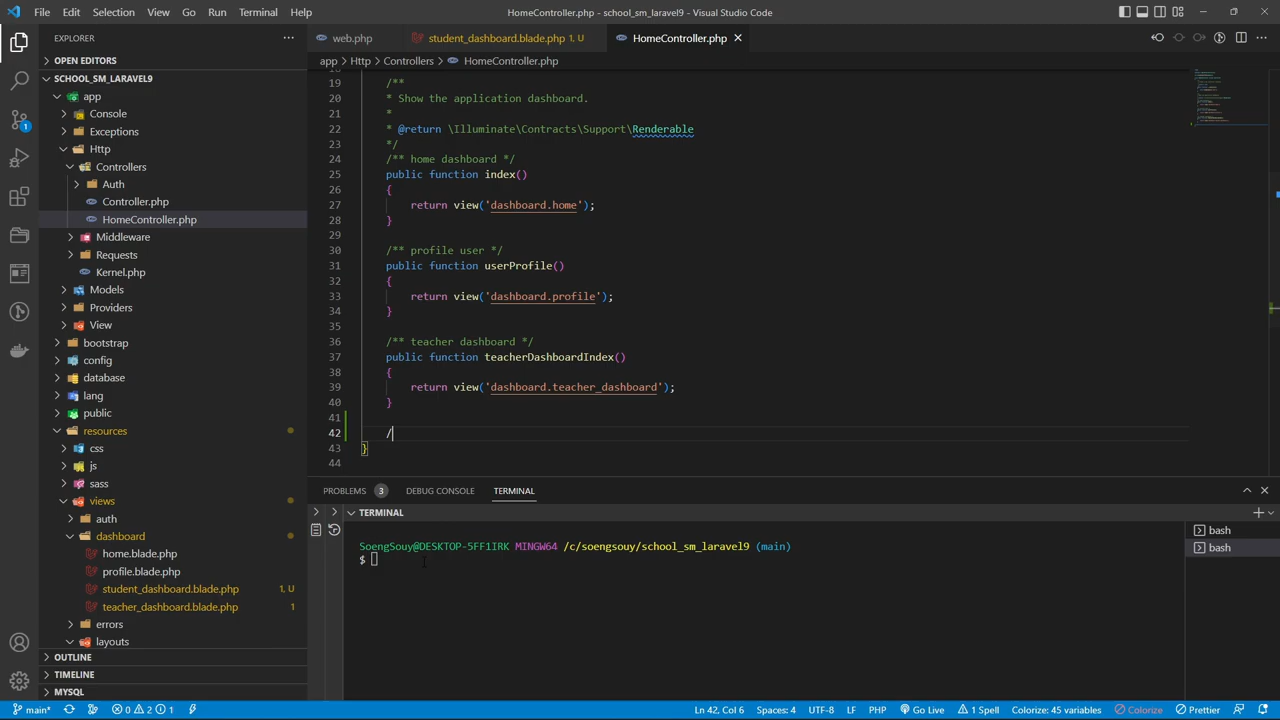 File Edit Selection View Go Run Terminal Help
HomeController.php - school_sm_laravel9 - Visual Studio Code
EXPLORER
OPEN EDITORS
SCHOOL_SM_LARAVEL9
app
Console
Exceptions
Http
Controllers
Auth
Controller.php
HomeController.php
Middleware
Requests
Kernel.php
Models
Providers
View
bootstrap
config
database
lang
public
resources
css
js
sass
views
auth
dashboard
home.blade.php
profile.blade.php
student_dashboard.blade.php 1, U
teacher_dashboard.blade.php 1
errors
layouts
OUTLINE
TIMELINE
MYSQL
1
web.php student_dashboard.blade.php 1, U HomeController.php
app > Http > Controllers > HomeController.php
19 /**
20 * Show the application dashboard.
21 *
22 * @return \Illuminate\Contracts\Support\Renderable
23 */
24 /** home dashboard */
25 public function index()
26 {
27 return view('dashboard.home');
28 }
29
30 /** profile user */
31 public function userProfile()
32 {
33 return view('dashboard.profile');
34 }
35
36 /** teacher dashboard */
37 public function teacherDashboardIndex()
38 {
39 return view('dashboard.teacher_dashboard');
40 }
41
42 /
43 }
44
PROBLEMS 3 DEBUG CONSOLE TERMINAL
TERMINAL
SoengSouy@DESKTOP-5FF1IRK MINGW64 /c/soengsouy/school_sm_laravel9 (main)
$
bash
bash
main* 0 2 1 Ln 42, Col 6 Spaces: 4 UTF-8 LF PHP Go Live 1 Spell Colorize: 45 variables Colorize Prettier